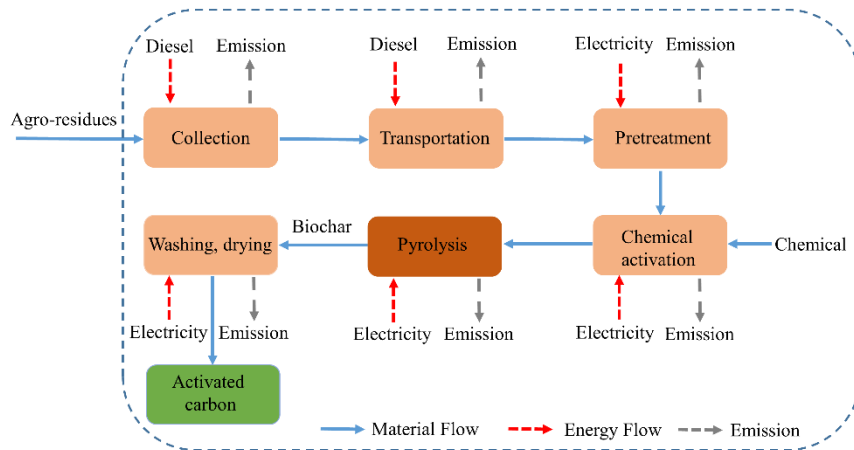 Diesel
Emission
Diesel
Emission
Electricity
Emission
Agro-residues
Collection
Transportation
Pretreatment
Biochar
Washing, drying
Pyrolysis
Chemical
activation
Chemical
Electricity
Emission
Electricity
Emission
Electricity
Emission
Activated
carbon
Material Flow
Energy Flow
Emission